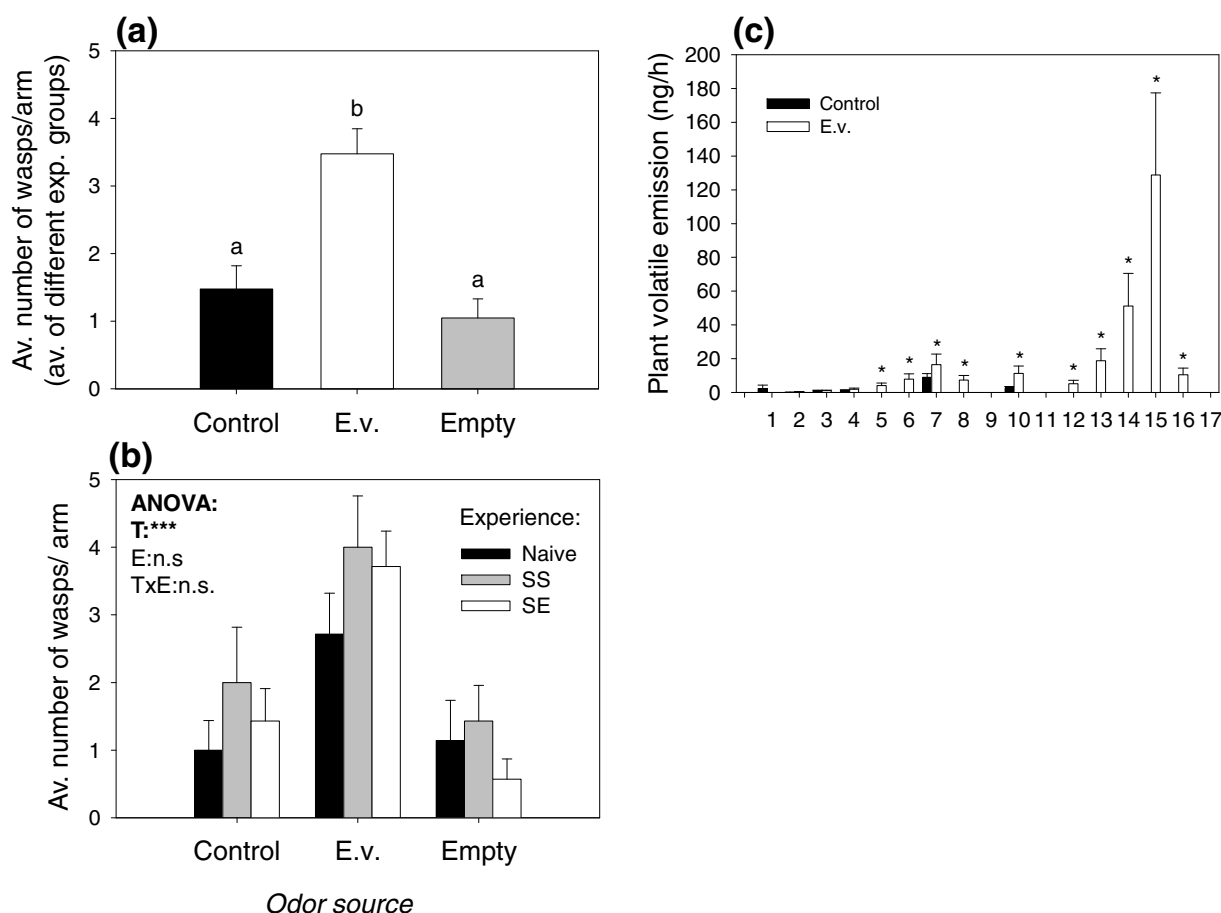 (a)
Av. number of wasps/arm
(av. of different exp. groups)
5
4
3
2
1
0
a
b
a
Control
E.v.
Empty
(b)
Av. number of wasps/ arm
5
4
3
2
1
0
ANOVA:
T:***
E:n.s
TxE:n.s.
Experience:
Naive
SS
SE
Control
E.v.
Empty
Odor source
(c)
Plant volatile emission (ng/h)
200
180
160
140
120
100
80
60
40
20
0
Control
E.v.
* * * * * * * * * *
1 2 3 4 5 6 7 8 9 10 11 12 13 14 15 16 17